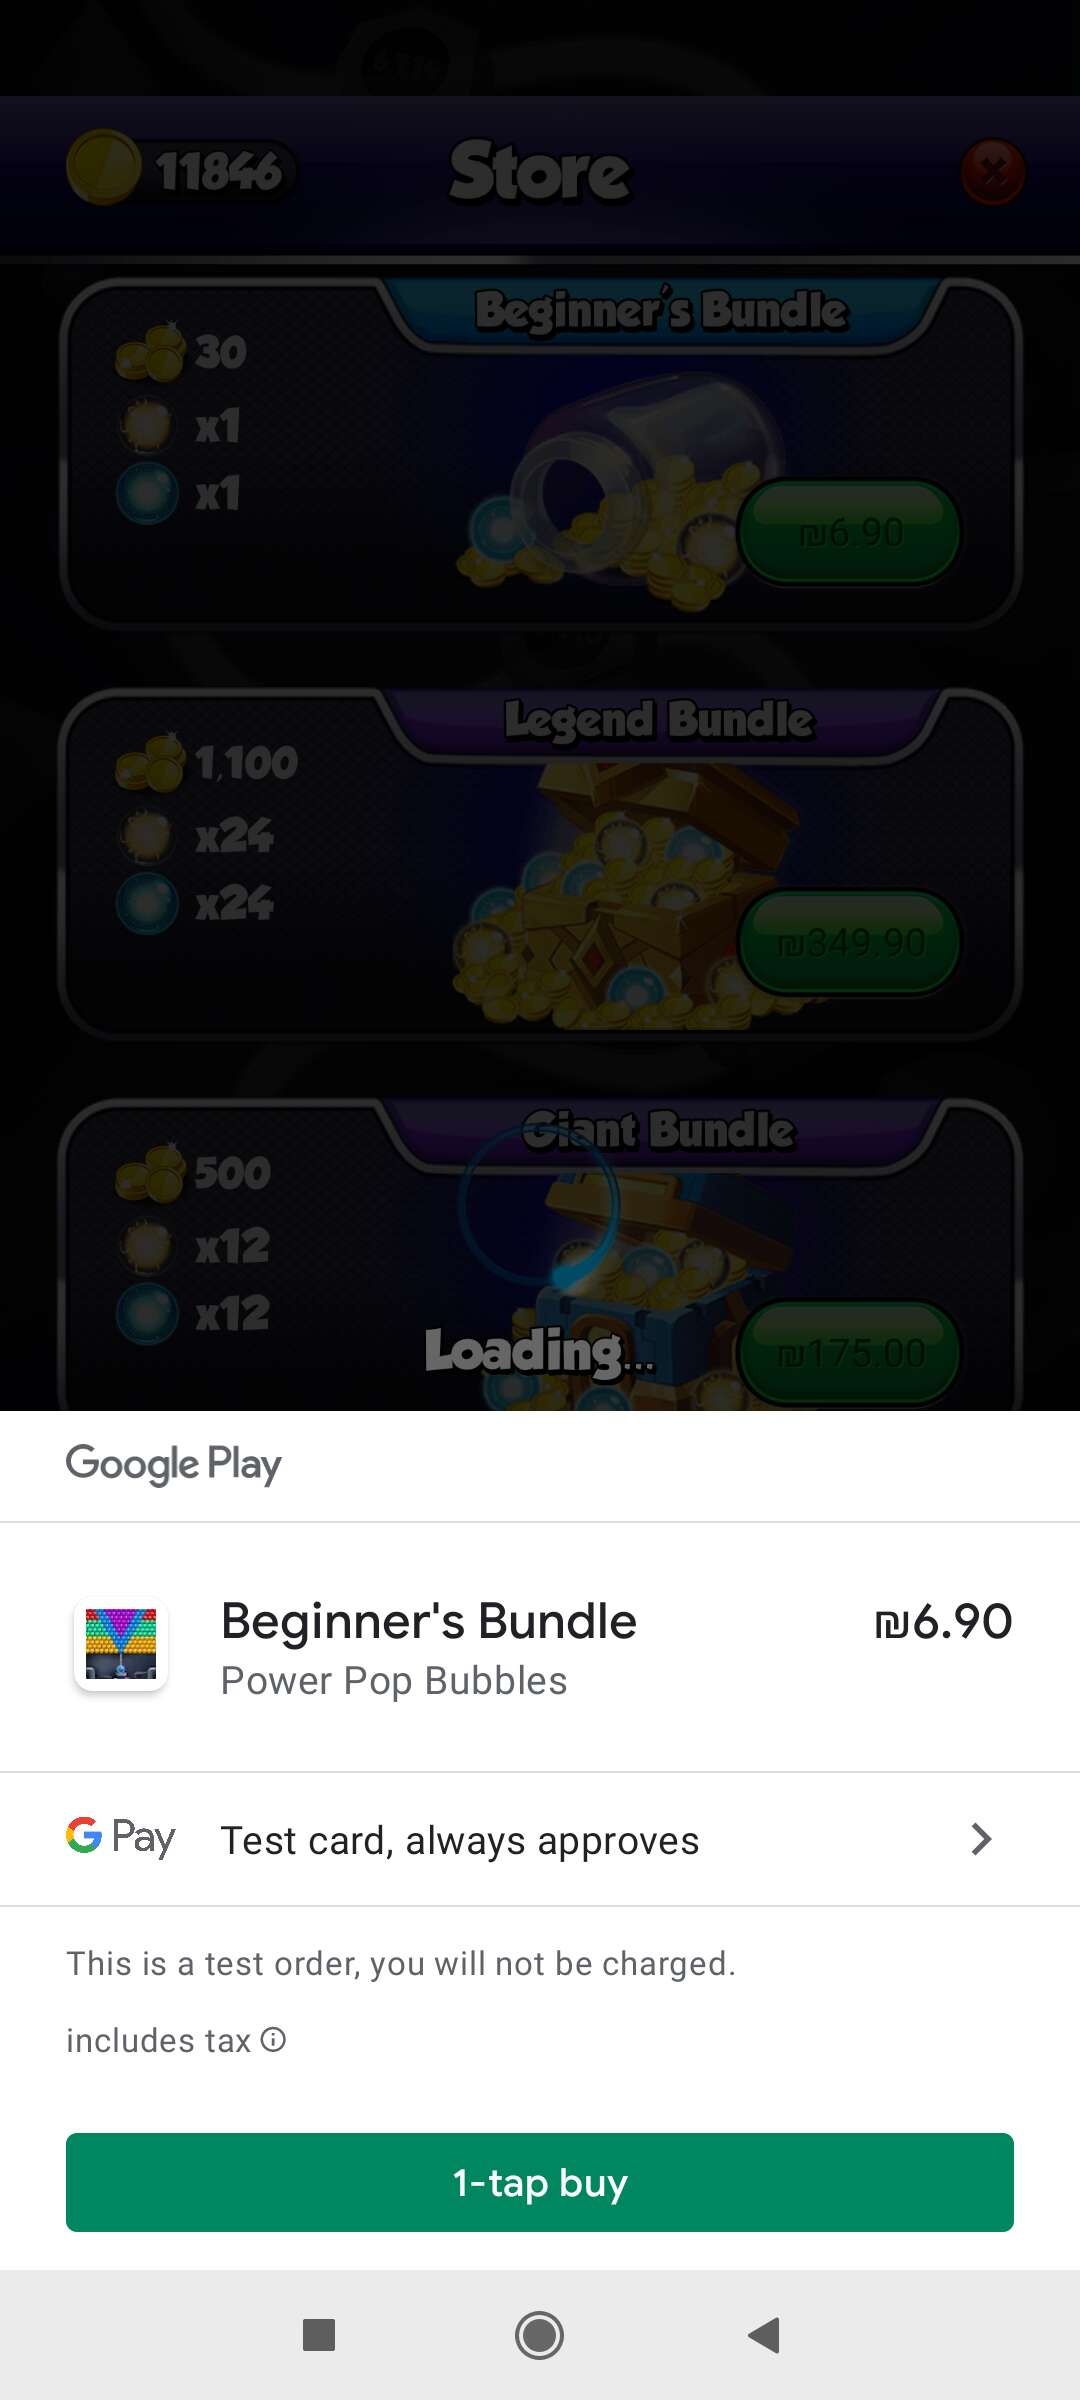 11846
Store
Beginner's Bundle
30
x1
x1
₪6.90
Legend Bundle
1,100
x24
x24
₪349.90
Giant Bundle
500
x12
x12
₪175.00
Loading...
Google Play
Beginner's Bundle
₪6.90
Power Pop Bubbles
G Pay
Test card, always approves
This is a test order, you will not be charged.
includes tax
1-tap buy